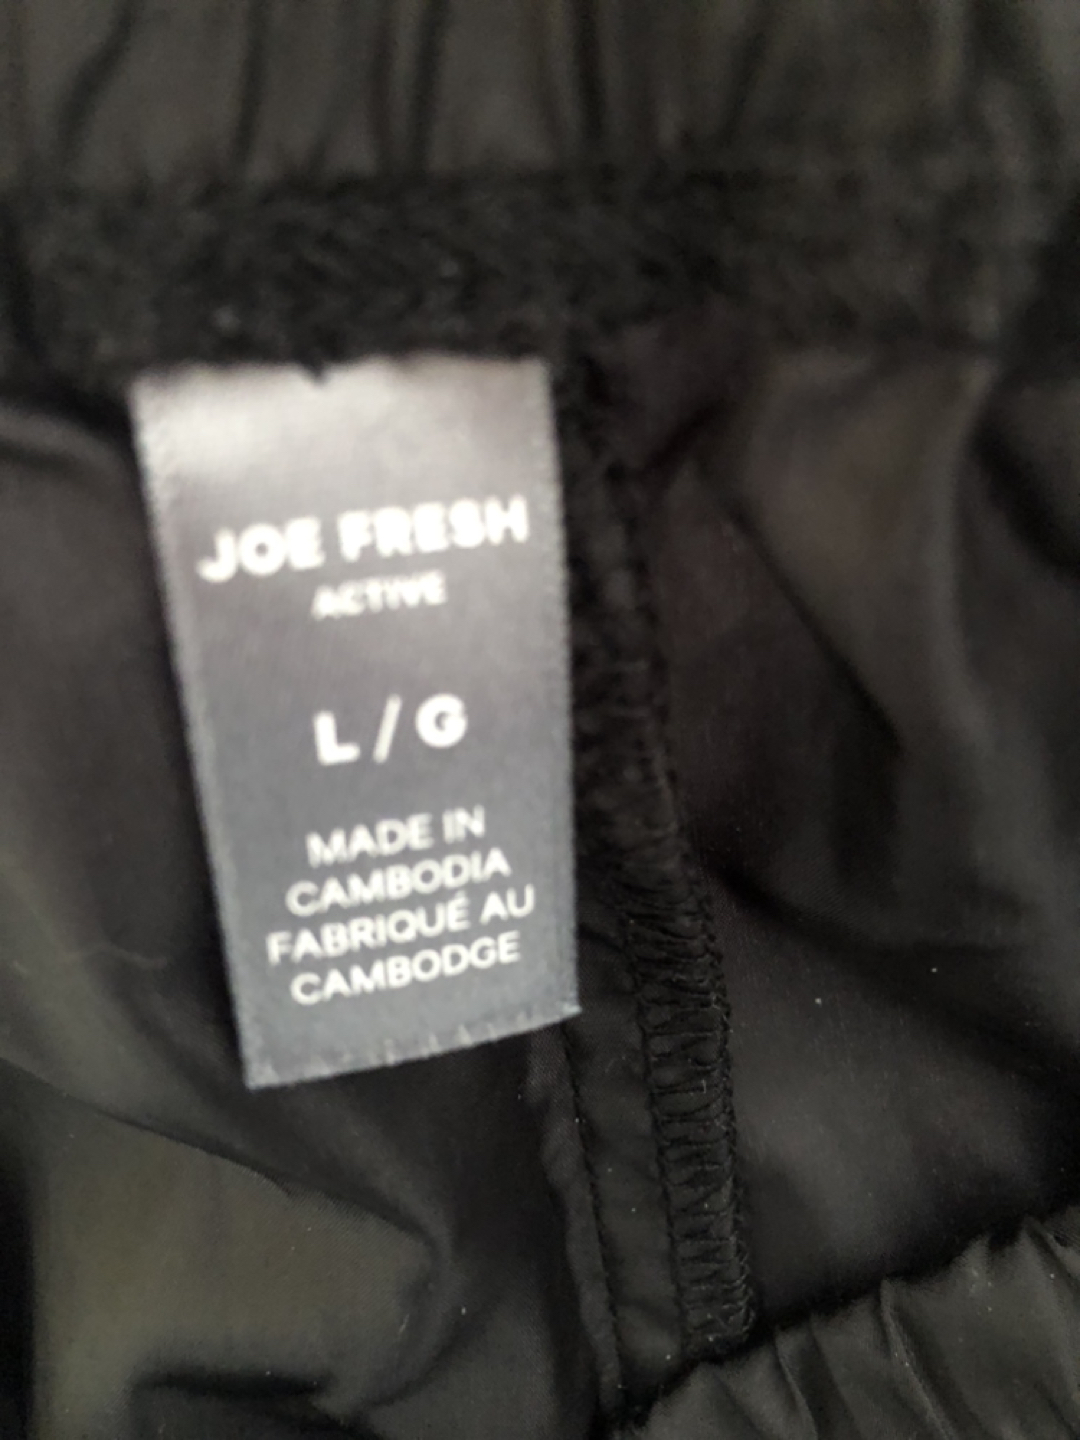 JOE FRESH
ACTIVE
L / G
MADE IN
CAMBODIA
FABRIQUÉ AU
CAMBODGE